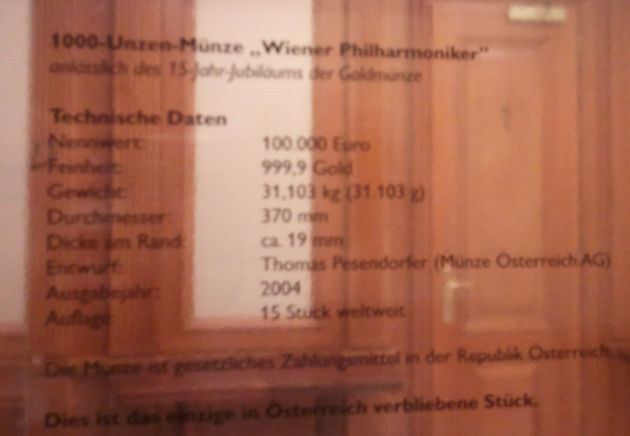 1000-Unzen-Münze „Wiener Philharmoniker"
anlässlich des 15-Jahr-Jubiläums der Goldmünze
Technische Daten
Nennwert: 100.000 Euro
Feinheit: 999,9 Gold
Gewicht: 31,103 kg (31.103 g)
Durchmesser: 370 mm
Dicke am Rand: ca. 19 mm
Entwurf: Thomas Pesendorfer (Münze Österreich AG)
Ausgabejahr: 2004
Auflage: 15 Stück weltweit
Die Münze ist gesetzliches Zahlungsmittel in der Republik Österreich.
Dies ist das einzige in Österreich verbliebene Stück.